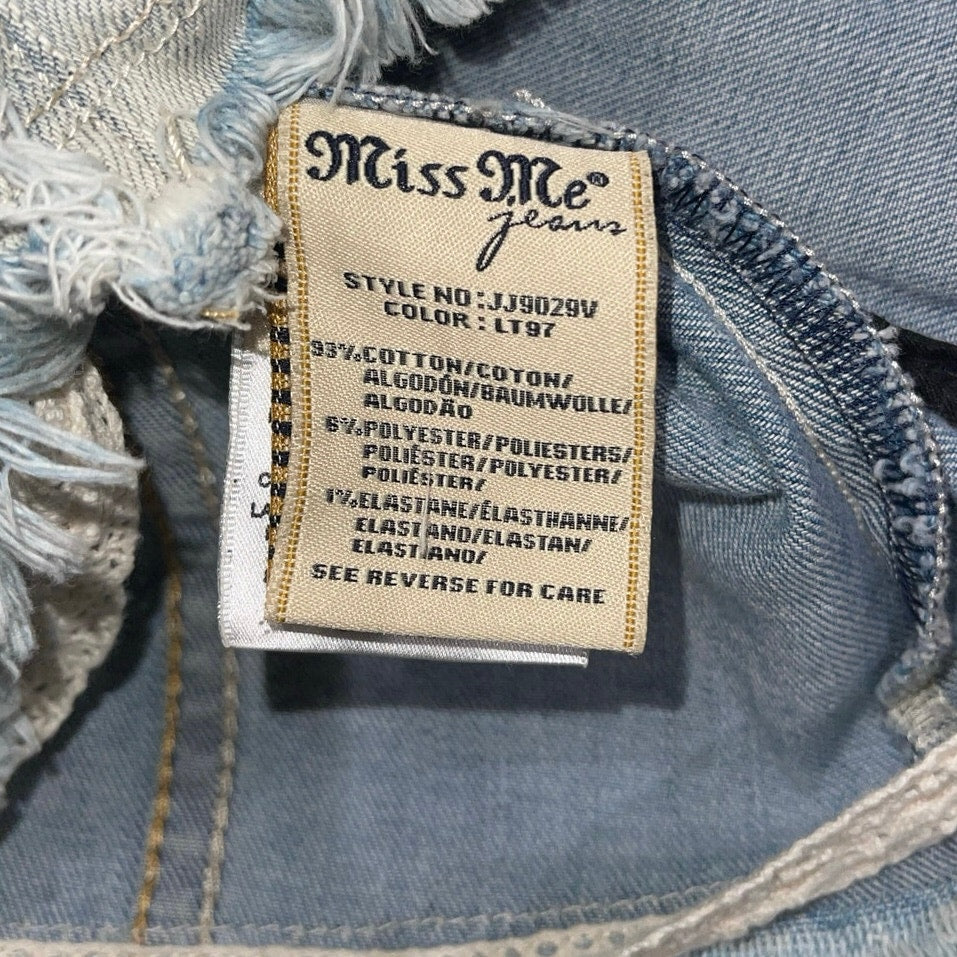 Miss Me®
jeans
STYLE NO:JJ9029V
COLOR: LT97
93% COTTON/COTON/
ALGODÓN/BAUMWOLLE/
ALGODÃO
6% POLYESTER/POLIESTERS/
POLIÉSTER/POLYESTER/
POLIÉSTER/
1% ELASTANE/ÉLASTHANNE/
ELASTANO/ELASTAN/
ELASTANO/
SEE REVERSE FOR CARE